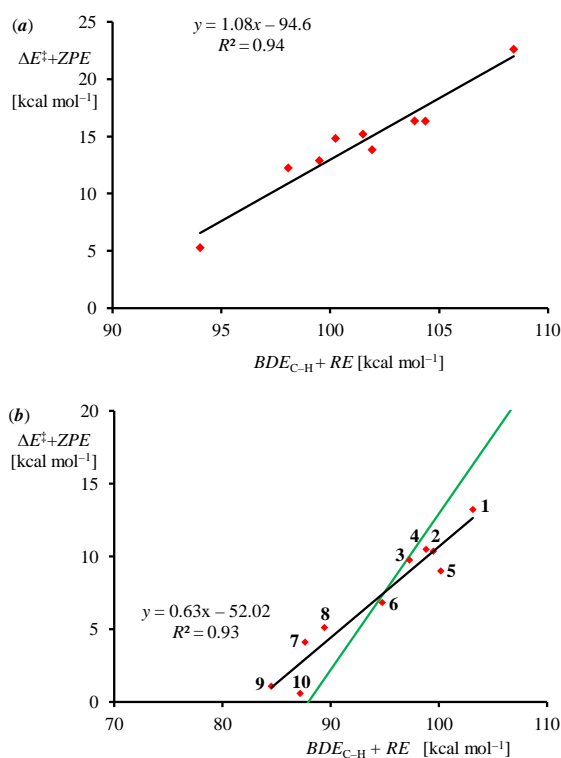 (a)
y = 1.08x – 94.6
R² = 0.94
ΔE‡+ZPE
[kcal mol⁻¹]
25
20
15
10
5
0
90 95 100 105 110
BDE_C–H + RE [kcal mol⁻¹]
(b)
ΔE‡+ZPE
[kcal mol⁻¹]
20
15
10
5
0
1
4 2
3
5
6
y = 0.63x – 52.02
R² = 0.93
8
7
9 10
70 80 90 100 110
BDE_C–H + RE [kcal mol⁻¹]